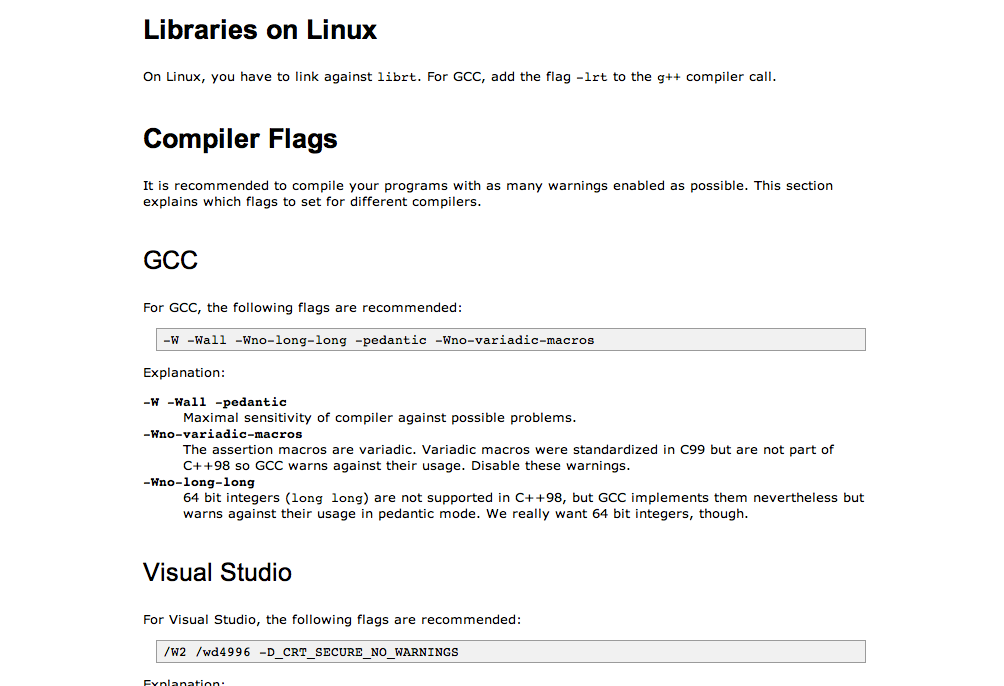 Libraries on Linux
On Linux, you have to link against librt. For GCC, add the flag -lrt to the g++ compiler call.
Compiler Flags
It is recommended to compile your programs with as many warnings enabled as possible. This section
explains which flags to set for different compilers.
GCC
For GCC, the following flags are recommended:
-W -Wall -Wno-long-long -pedantic -Wno-variadic-macros
Explanation:
-W -Wall -pedantic
Maximal sensitivity of compiler against possible problems.
-Wno-variadic-macros
The assertion macros are variadic. Variadic macros were standardized in C99 but are not part of
C++98 so GCC warns against their usage. Disable these warnings.
-Wno-long-long
64 bit integers (long long) are not supported in C++98, but GCC implements them nevertheless but
warns against their usage in pedantic mode. We really want 64 bit integers, though.
Visual Studio
For Visual Studio, the following flags are recommended:
/W2 /wd4996 -D_CRT_SECURE_NO_WARNINGS
Explanation: